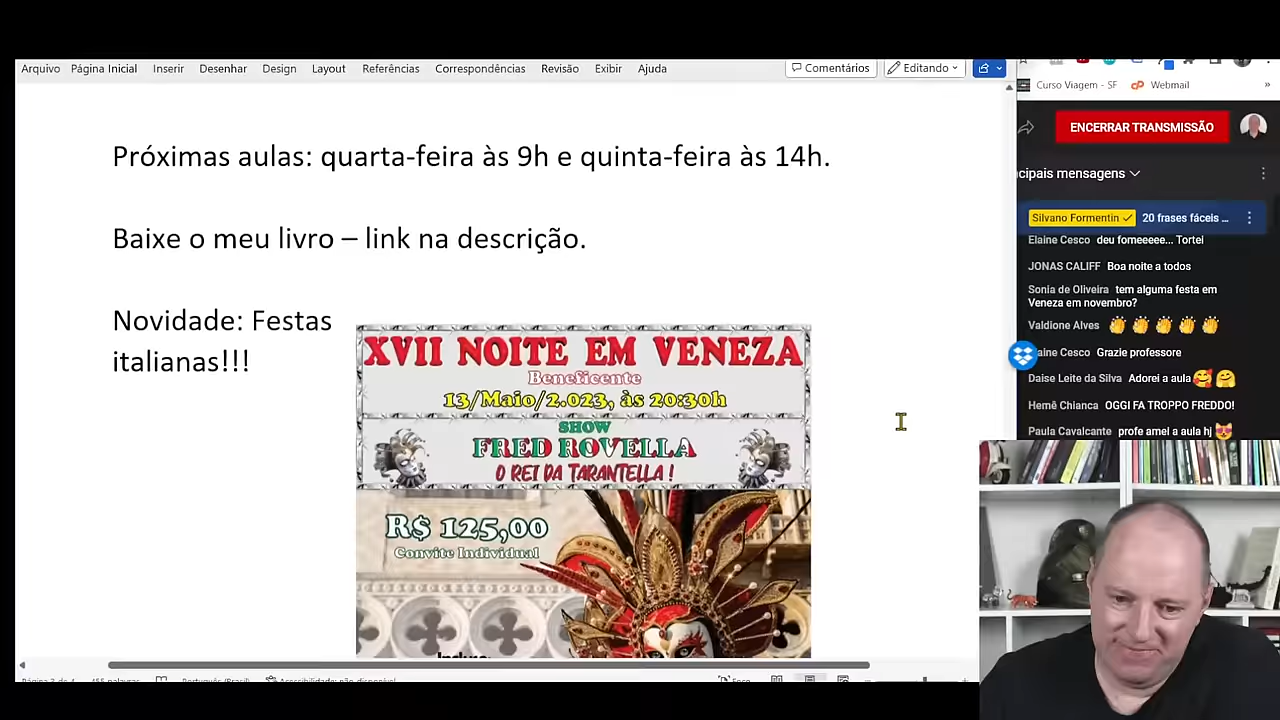 Arquivo Página Inicial Inserir Desenhar Design Layout Referências Correspondências Revisão Exibir Ajuda Comentários Editando
Próximas aulas: quarta-feira às 9h e quinta-feira às 14h.
Baixe o meu livro – link na descrição.
Novidade: Festas
italianas!!!
XVII NOITE EM VENEZA
Beneficente
13/Maio/2.023, às 20:30h
SHOW
FRED ROVELLA
O REI DA TARANTELLA !
R$ 125,00
Convite Individual
Português (Brasil)
Curso Viagem - SF Webmail »
ENCERRAR TRANSMISSÃO
cipais mensagens
Silvano Formentin 20 frases fáceis ...
Elaine Cesco deu fomeeeee... Tortel
JONAS CALIFF Boa noite a todos
Sonia de Oliveira tem alguma festa em
Veneza em novembro?
Valdione Alves 👏👏👏👏👏
aine Cesco Grazie professore
Daise Leite da Silva Adorei a aula🥰🤗
Hemê Chianca OGGI FA TROPPO FREDDO!
Paula Cavalcante profe amel a aula hj😻